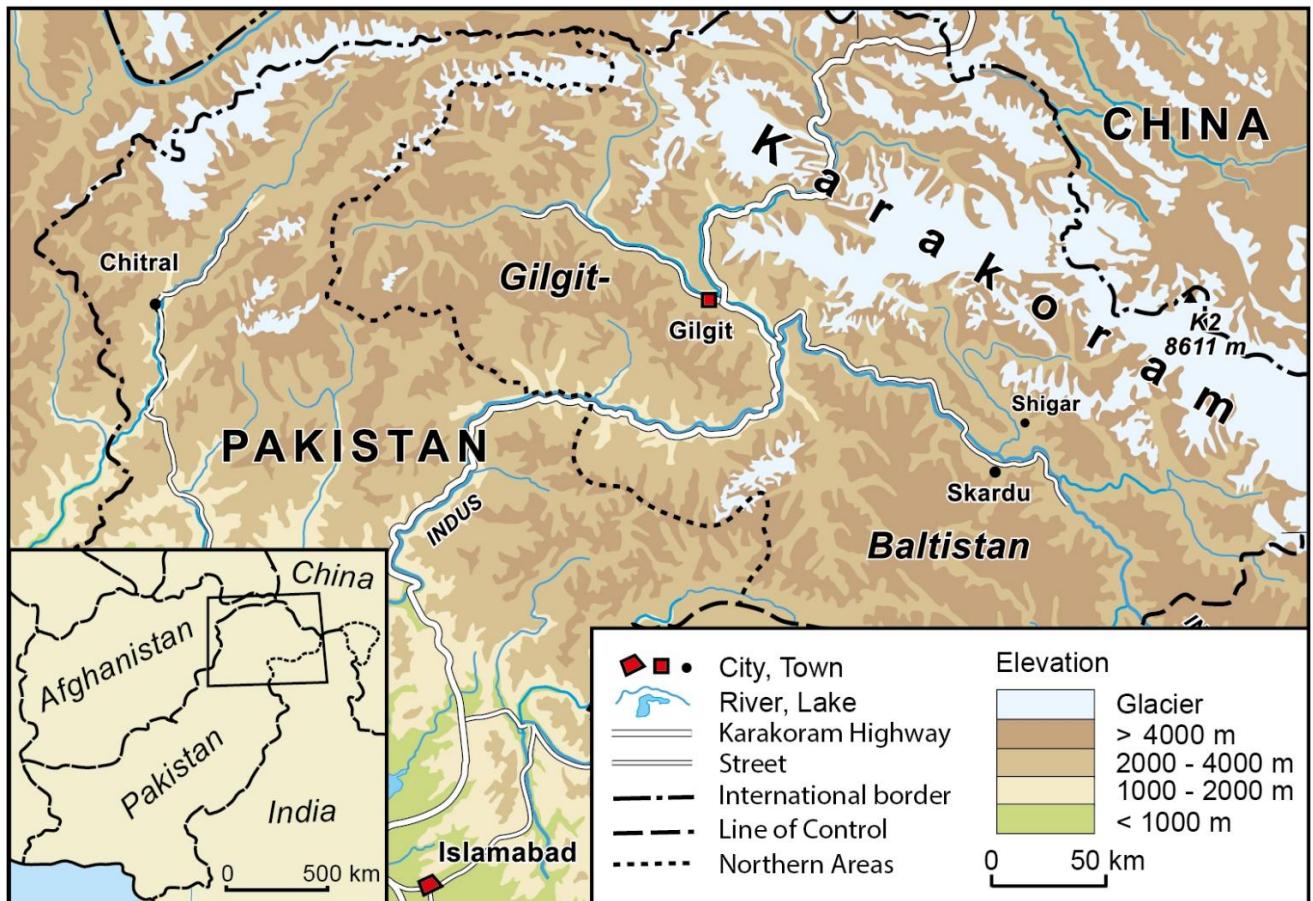 CHINA
Karakoram
Chitral
Gilgit-
Gilgit
K2
8611 m
Shigar
PAKISTAN
Skardu
INDUS
Baltistan
China
Afghanistan
Pakistan
India
0 500 km
Islamabad
City, Town
River, Lake
Karakoram Highway
Street
International border
Line of Control
Northern Areas
Elevation
Glacier
> 4000 m
2000 - 4000 m
1000 - 2000 m
< 1000 m
0 50 km